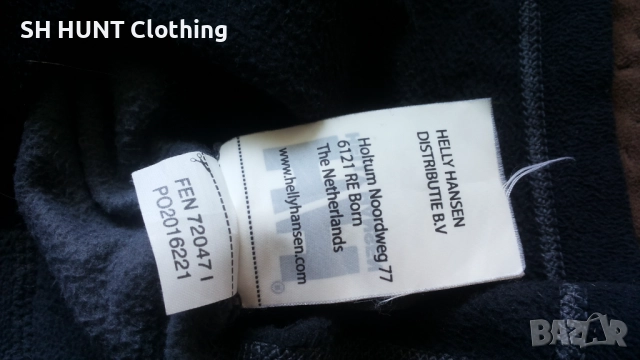 SH HUNT Clothing
HELLY HANSEN
DISTRIBUTIE B.V
Holtum Noordweg 77
6121 RE Born
The Netherlands
www.hellyhansen.com
®
FEN 72047 I
PO2016221
BAZAR